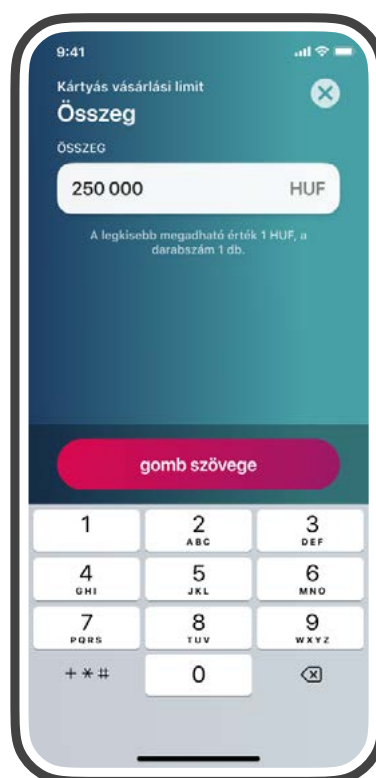 9:41
Kártyás vásárlási limit
Összeg
ÖSSZEG
250 000 HUF
A legkisebb megadható érték 1 HUF, a
darabszám 1 db.
gomb szövege
1 2 3
ABC DEF
4 5 6
GHI JKL MNO
7 8 9
PQRS TUV WXYZ
+ * # 0